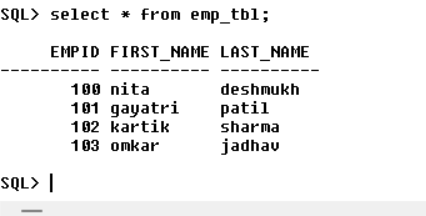 SQL> select * from emp_tbl;
     EMPID FIRST_NAME LAST_NAME
---------- ---------- ----------
       100 nita       deshmukh
       101 gayatri    patil
       102 kartik     sharma
       103 omkar      jadhav
SQL>